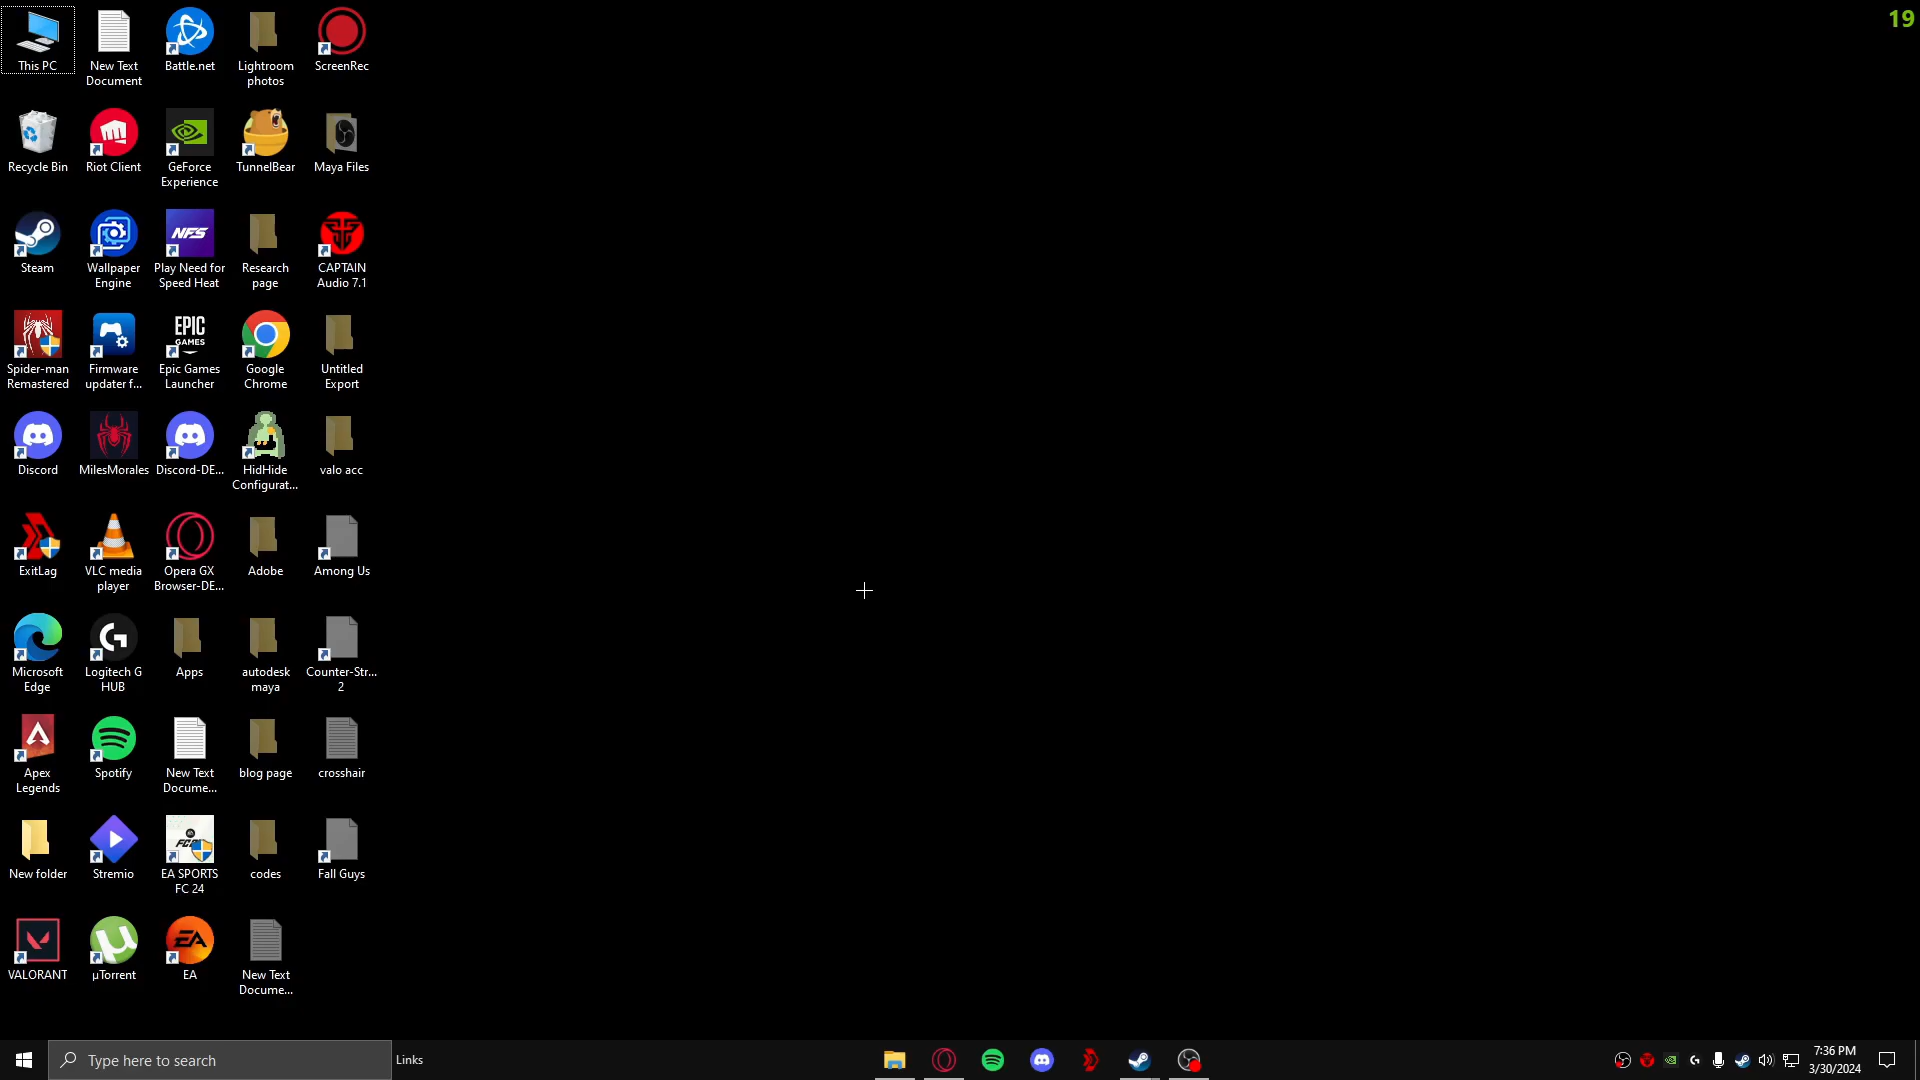 19
This PC
New Text
Document
Battle.net
Lightroom
photos
ScreenRec
Recycle Bin
Riot Client
GeForce
Experience
TunnelBear
Maya Files
Steam
Wallpaper
Engine
NFS
Play Need for
Speed Heat
Research
page
CAPTAIN
Audio 7.1
Spider-man
Remastered
Firmware
updater f...
EPIC
GAMES
Epic Games
Launcher
Google
Chrome
Untitled
Export
Discord
MilesMorales
Discord-DE...
HidHide
Configurat...
valo acc
ExitLag
VLC media
player
Opera GX
Browser-DE...
Adobe
Among Us
Microsoft
Edge
Logitech G
HUB
Apps
autodesk
maya
Counter-Str...
2
Apex
Legends
Spotify
New Text
Docume...
blog page
crosshair
New folder
Stremio
EA SPORTS
FC 24
codes
Fall Guys
VALORANT
µTorrent
EA
EA
New Text
Docume...
Type here to search
Links
7:36 PM
3/30/2024